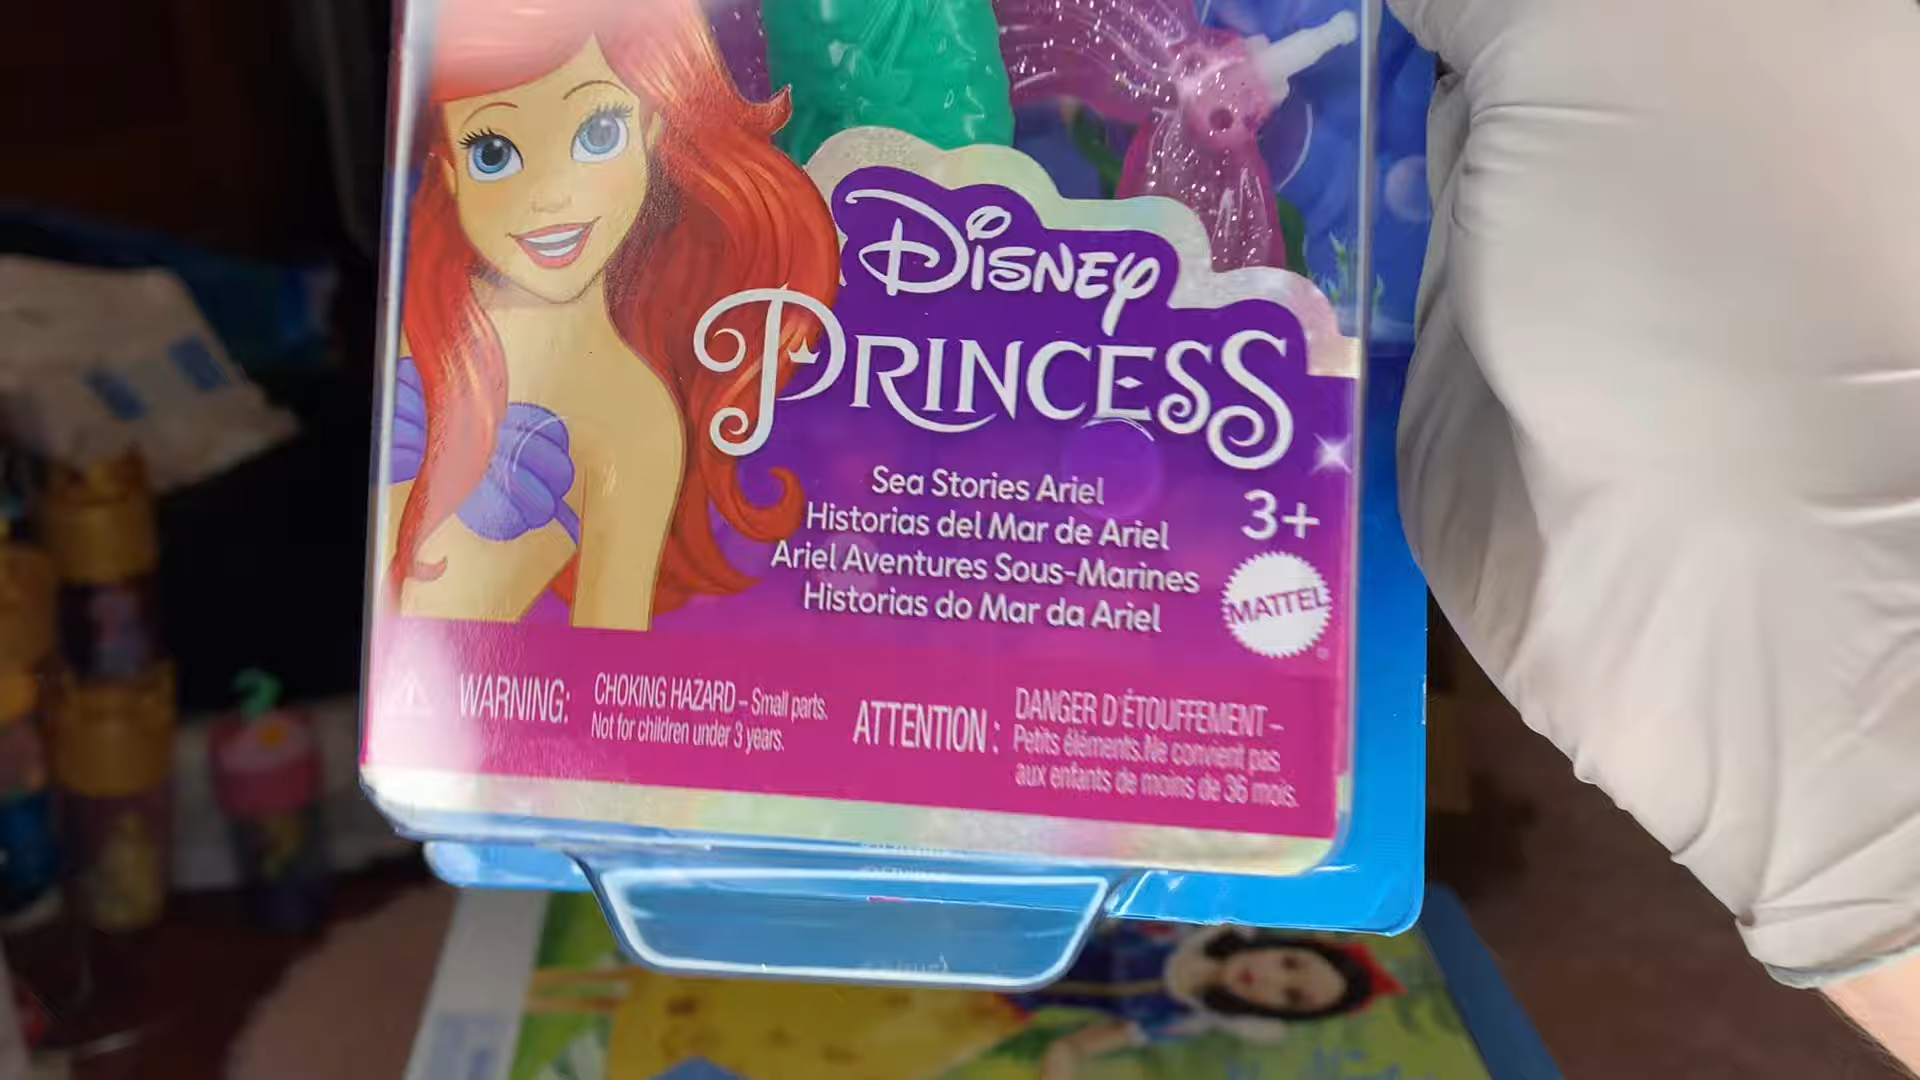 Disney
PRINCESS
Sea Stories Ariel
Historias del Mar de Ariel
Ariel Aventures Sous-Marines
Historias do Mar da Ariel
3+
MATTEL
WARNING: CHOKING HAZARD – Small parts.
Not for children under 3 years.
ATTENTION : DANGER D'ÉTOUFFEMENT –
Petits éléments. Ne convient pas
aux enfants de moins de 36 mois.